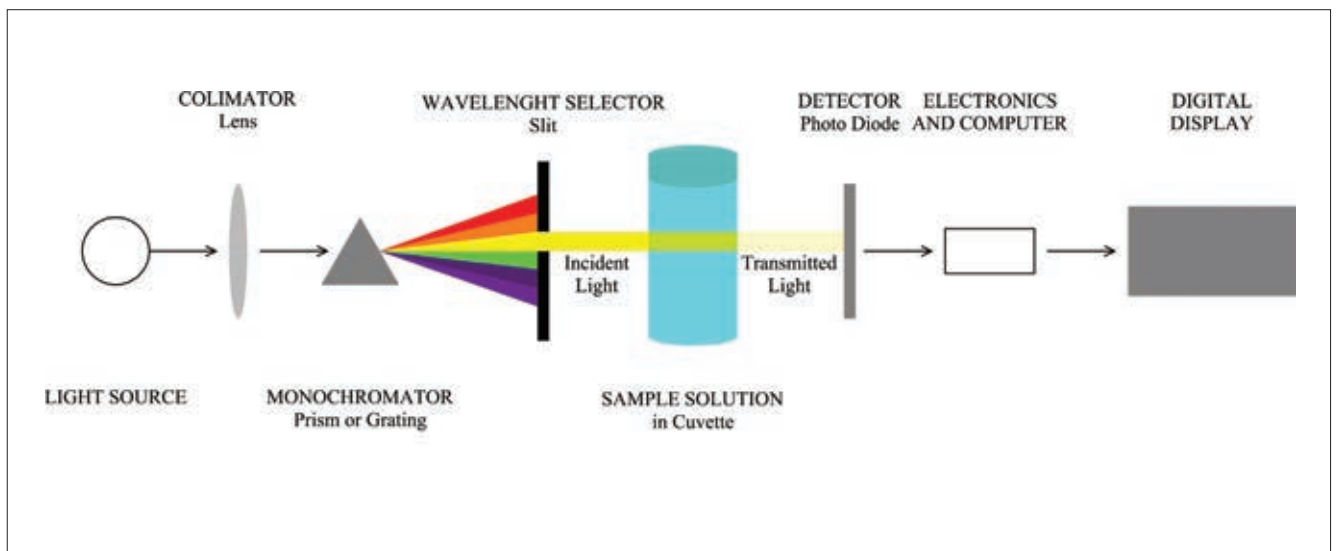 COLIMATOR
Lens
WAVELENGHT SELECTOR
Slit
DETECTOR
Photo Diode
ELECTRONICS
AND COMPUTER
DIGITAL
DISPLAY
Incident
Light
Transmitted
Light
LIGHT SOURCE
MONOCHROMATOR
Prism or Grating
SAMPLE SOLUTION
in Cuvette